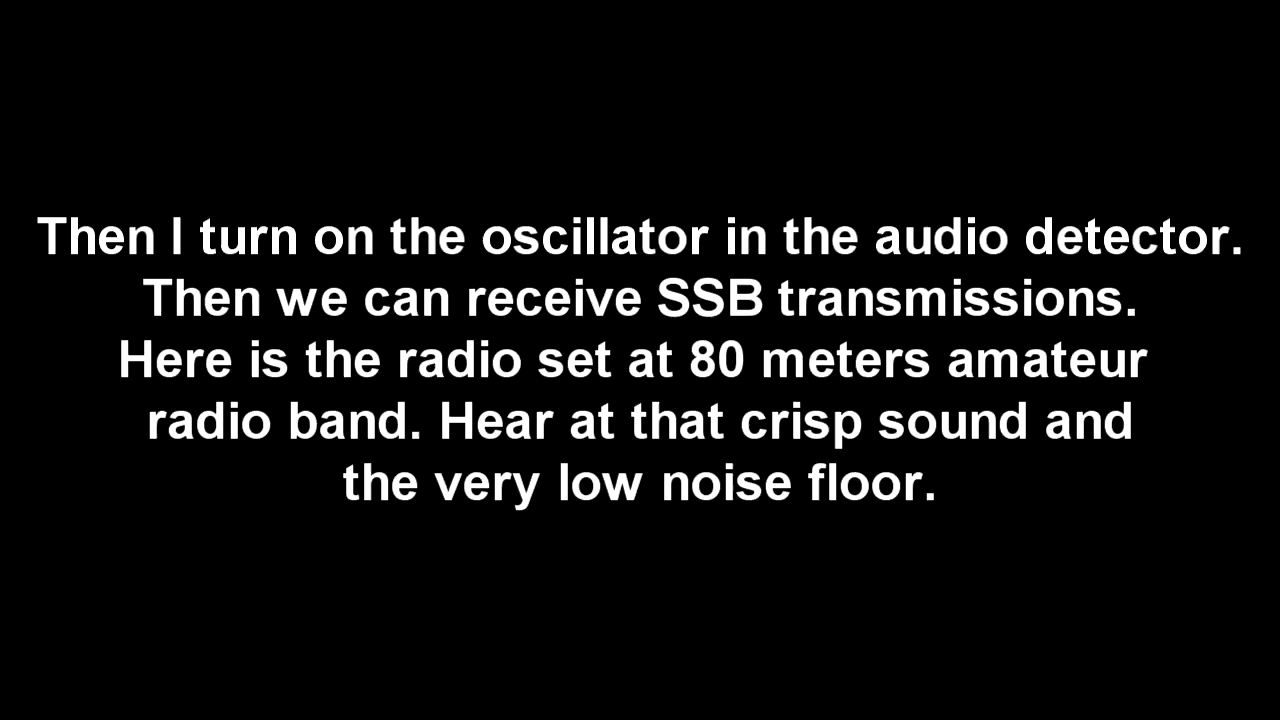 Then I turn on the oscillator in the audio detector.
Then we can receive SSB transmissions.
Here is the radio set at 80 meters amateur
radio band. Hear at that crisp sound and
the very low noise floor.